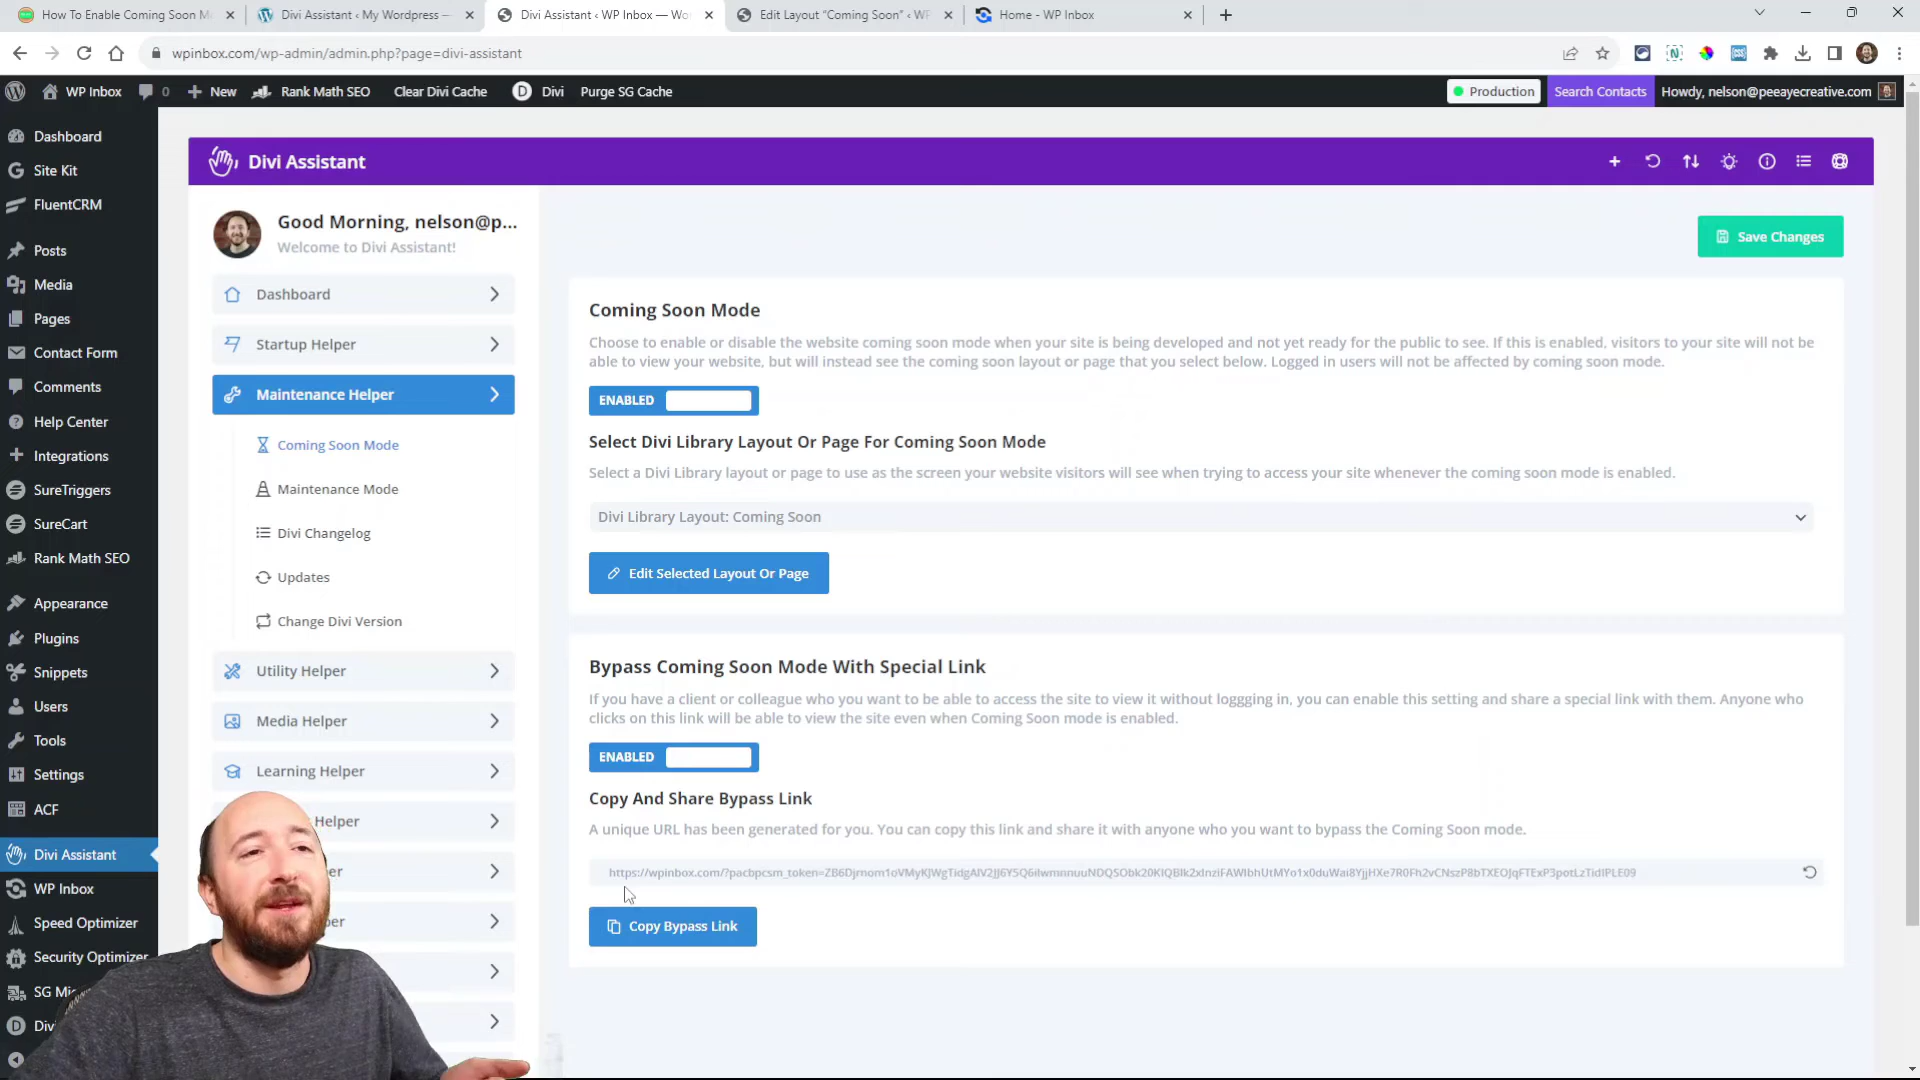 How To Enable Coming Soon M
Divi Assistant ‹ My Wordpress —
Divi Assistant ‹ WP Inbox — Wo
Edit Layout "Coming Soon" ‹ WP
Home - WP Inbox
wpinbox.com/wp-admin/admin.php?page=divi-assistant
WP Inbox
0
New
Rank Math SEO
Clear Divi Cache
Divi
Purge SG Cache
Production
Search Contacts
Howdy, nelson@peeayecreative.com
Dashboard
Site Kit
FluentCRM
Posts
Media
Pages
Contact Form
Comments
Help Center
Integrations
SureTriggers
SureCart
Rank Math SEO
Appearance
Plugins
Snippets
Users
Tools
Settings
ACF
Divi Assistant
WP Inbox
Speed Optimizer
Security Optimizer
SG Mi
Div
Divi Assistant
Good Morning, nelson@p...
Welcome to Divi Assistant!
Dashboard
Startup Helper
Maintenance Helper
Coming Soon Mode
Maintenance Mode
Divi Changelog
Updates
Change Divi Version
Utility Helper
Media Helper
Learning Helper
Helper
Save Changes
Coming Soon Mode
Choose to enable or disable the website coming soon mode when your site is being developed and not yet ready for the public to see. If this is enabled, visitors to your site will not be
able to view your website, but will instead see the coming soon layout or page that you select below. Logged in users will not be affected by coming soon mode.
ENABLED
Select Divi Library Layout Or Page For Coming Soon Mode
Select a Divi Library layout or page to use as the screen your website visitors will see when trying to access your site whenever the coming soon mode is enabled.
Divi Library Layout: Coming Soon
Edit Selected Layout Or Page
Bypass Coming Soon Mode With Special Link
If you have a client or colleague who you want to be able to access the site to view it without loggging in, you can enable this setting and share a special link with them. Anyone who
clicks on this link will be able to view the site even when Coming Soon mode is enabled.
ENABLED
Copy And Share Bypass Link
A unique URL has been generated for you. You can copy this link and share it with anyone who you want to bypass the Coming Soon mode.
Copy Bypass Link